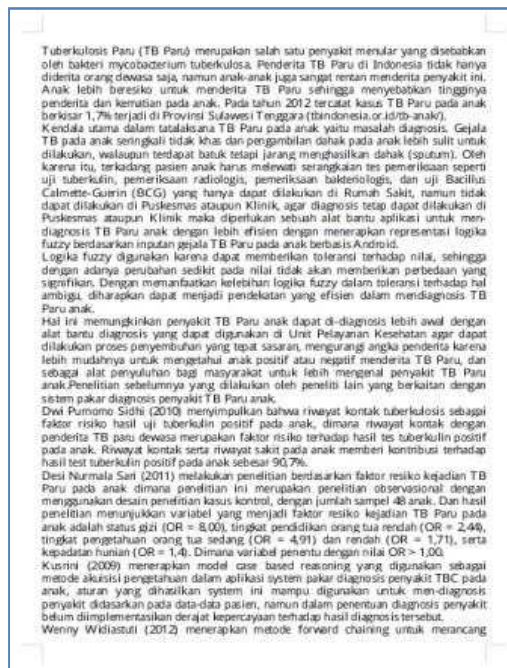 Tuberkulosis Paru (TB Paru) merupakan salah satu penyakit menular yang disebabkan
oleh bakteri mycobacterium tuberkulosa. Penderita TB Paru di Indonesia tidak hanya
diderita orang dewasa saja, namun anak-anak juga sangat rentan menderita penyakit ini.
Anak lebih beresiko untuk menderita TB Paru sehingga menyebabkan tingginya
penderita dan kematian pada anak. Pada tahun 2012 tercatat kasus TB Paru pada anak
berkisar 1,7% terjadi di Provinsi Sulawesi Tenggara (tbindonesia.or.id/tb-anak/).
Kendala utama dalam tatalaksana TB Paru pada anak yaitu masalah diagnosis. Gejala
TB pada anak seringkali tidak khas dan pengambilan dahak pada anak lebih sulit untuk
dilakukan, walaupun terdapat batuk tetapi jarang menghasilkan dahak (sputum). Oleh
karena itu, terkadang pasien anak harus melewati serangkaian tes pemeriksaan seperti
uji tuberkulin, pemeriksaan radiologis, pemeriksaan bakteriologis, dan uji Bacillus
Calmette-Guerin (BCG) yang hanya dapat dilakukan di Rumah Sakit, namun tidak
dapat dilakukan di Puskesmas ataupun Klinik, agar diagnosis tetap dapat dilakukan di
Puskesmas ataupun Klinik maka diperlukan sebuah alat bantu aplikasi untuk men-
diagnosis TB Paru anak dengan lebih efisien dengan menerapkan representasi logika
fuzzy berdasarkan inputan gejala TB Paru pada anak berbasis Android.
Logika fuzzy digunakan karena dapat memberikan toleransi terhadap nilai, sehingga
dengan adanya perubahan sedikit pada nilai tidak akan memberikan perbedaan yang
signifikan. Dengan memanfaatkan kelebihan logika fuzzy dalam toleransi terhadap hal
ambigu, diharapkan dapat menjadi pendekatan yang efisien dalam mendiagnosis TB
Paru anak.
Hal ini memungkinkan penyakit TB Paru anak dapat di-diagnosis lebih awal dengan
alat bantu diagnosis yang dapat digunakan di Unit Pelayanan Kesehatan agar dapat
dilakukan proses penyembuhan yang tepat sasaran, mengurangi angka penderita karena
lebih mudahnya untuk mengetahui anak positif atau negatif menderita TB Paru, dan
sebagai alat penyuluhan bagi masyarakat untuk lebih mengenal penyakit TB Paru
anak.Penelitian sebelumnya yang dilakukan oleh peneliti lain yang berkaitan dengan
sistem pakar diagnosis penyakit TB Paru anak.
Dwi Purnomo Sidhi (2010) menyimpulkan bahwa riwayat kontak tuberkulosis sebagai
faktor risiko hasil uji tuberkulin positif pada anak, dimana riwayat kontak dengan
penderita TB paru dewasa merupakan faktor risiko terhadap hasil tes tuberkulin positif
pada anak. Riwayat kontak serta riwayat sakit pada anak memberi kontribusi terhadap
hasil test tuberkulin positif pada anak sebesar 90,7%.
Desi Nurmala Sari (2011) melakukan penelitian berdasarkan faktor resiko kejadian TB
Paru pada anak dimana penelitian ini merupakan penelitian observasional dengan
menggunakan desain penelitian kasus kontrol, dengan jumlah sampel 48 anak. Dan hasil
penelitian menunjukkan variabel yang menjadi faktor resiko kejadian TB Paru pada
anak adalah status gizi (OR = 8,00), tingkat pendidikan orang tua rendah (OR = 2,44),
tingkat pengetahuan orang tua sedang (OR = 4,91) dan rendah (OR = 1,71), serta
kepadatan hunian (OR = 1,4). Dimana variabel penentu dengan nilai OR > 1,00.
Kusrini (2009) menerapkan model case based reasoning yang digunakan sebagai
metode akuisisi pengetahuan dalam aplikasi system pakar diagnosis penyakit TBC pada
anak, aturan yang dihasilkan system ini mampu digunakan untuk men-diagnosis
penyakit didasarkan pada data-data pasien, namun dalam penentuan diagnosis penyakit
belum diimplementasikan derajat kepercayaan terhadap hasil diagnosis tersebut.
Wenny Widiastuti (2012) menerapkan metode forward chaining untuk merancang